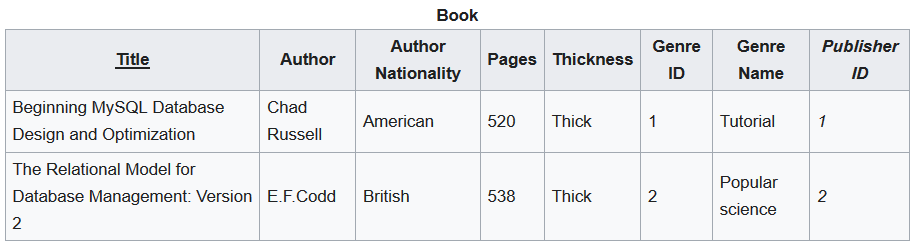 Book
Title Author Author Nationality Pages Thickness Genre ID Genre Name Publisher ID
Beginning MySQL Database Design and Optimization Chad Russell American 520 Thick 1 Tutorial 1
The Relational Model for Database Management: Version 2 E.F.Codd British 538 Thick 2 Popular science 2